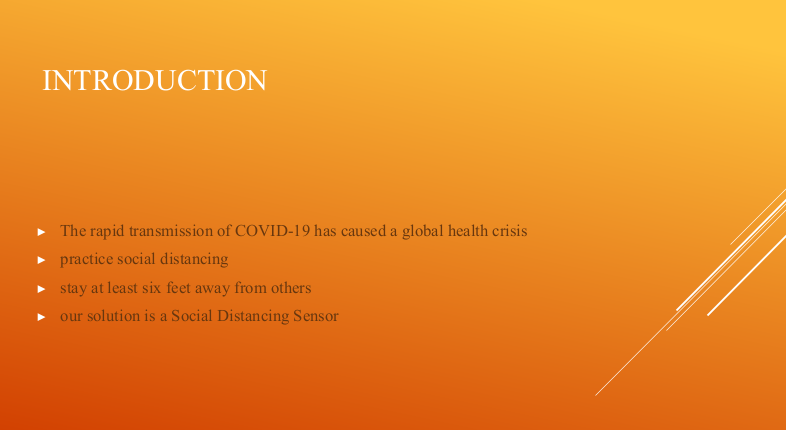 INTRODUCTION
The rapid transmission of COVID-19 has caused a global health crisis
practice social distancing
stay at least six feet away from others
our solution is a Social Distancing Sensor